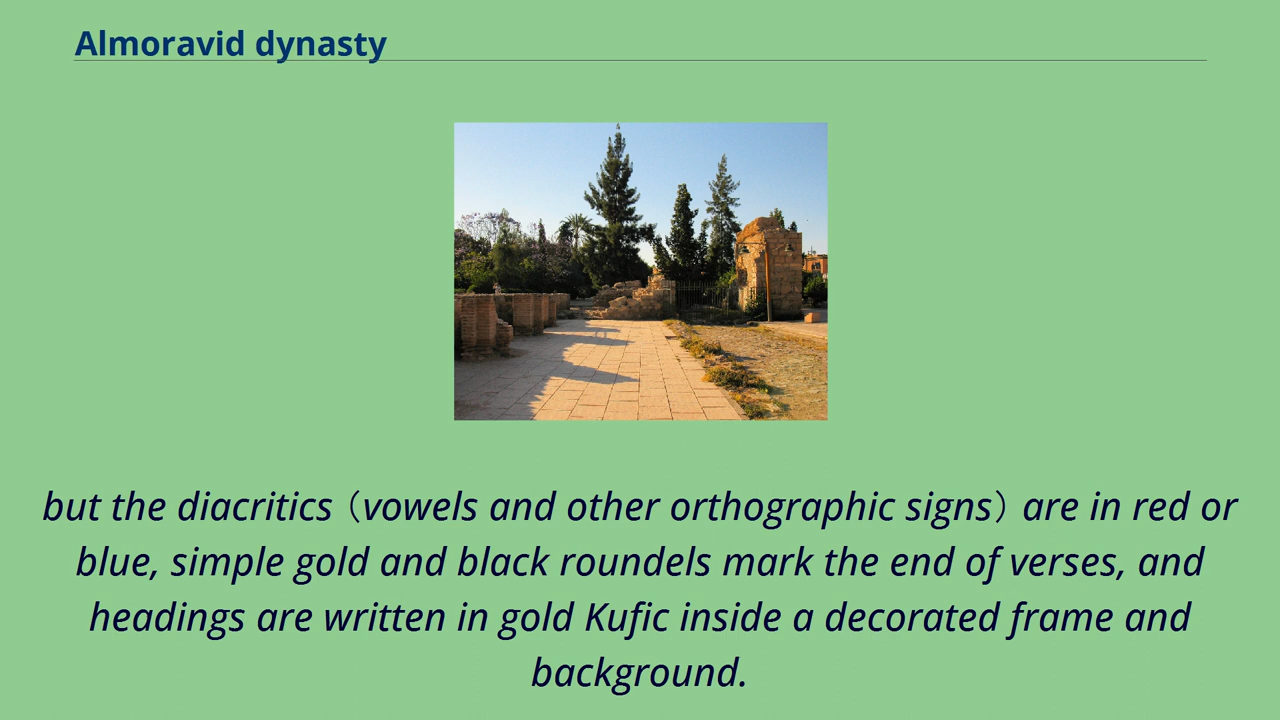 Almoravid dynasty
but the diacritics （vowels and other orthographic signs） are in red or
blue, simple gold and black roundels mark the end of verses, and
headings are written in gold Kufic inside a decorated frame and
background.